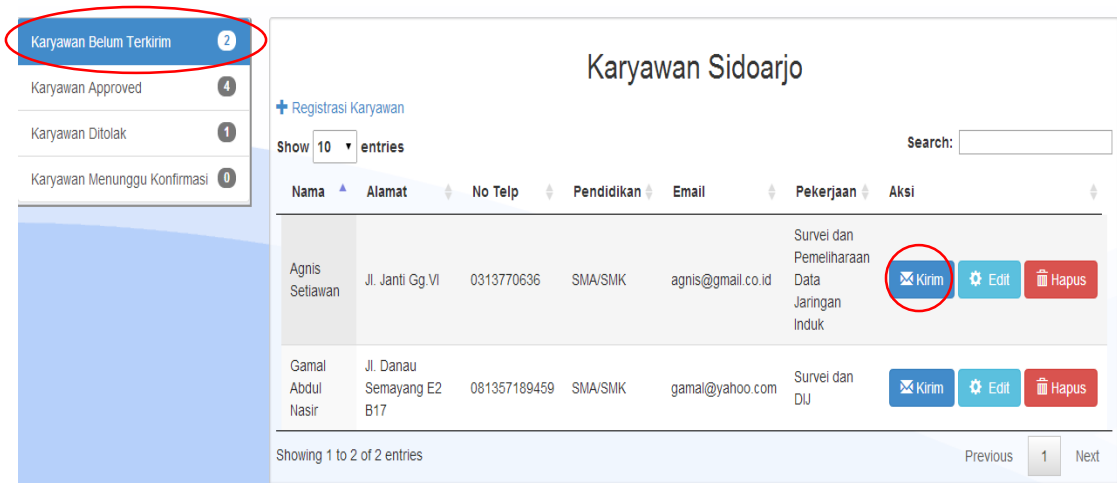 Karyawan Belum Terkirim 2
Karyawan Approved 4
Karyawan Ditolak 1
Karyawan Menunggu Konfirmasi 0
Karyawan Sidoarjo
Registrasi Karyawan
Show 10 entries
Search:
Nama Alamat No Telp Pendidikan Email Pekerjaan Aksi
Agnis
Setiawan
Jl. Janti Gg.VI
0313770636
SMA/SMK
agnis@gmail.co.id
Survei dan
Pemeliharaan
Data
Jaringan
Induk
Kirim Edit Hapus
Gamal
Abdul
Nasir
Jl. Danau
Semayang E2
B17
081357189459
SMA/SMK
gamal@yahoo.com
Survei dan
DIJ
Kirim Edit Hapus
Showing 1 to 2 of 2 entries
Previous 1 Next